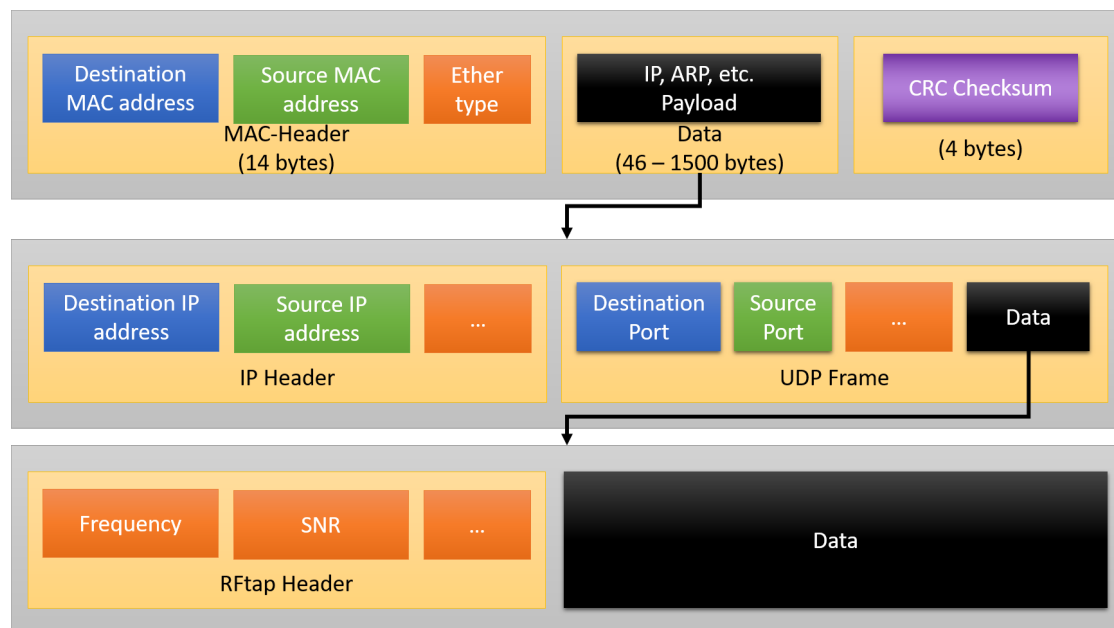 Destination
MAC address
Source MAC
address
Ether
type
MAC-Header
(14 bytes)
IP, ARP, etc.
Payload
Data
(46 – 1500 bytes)
CRC Checksum
(4 bytes)
Destination IP
address
Source IP
address
...
IP Header
Destination
Port
Source
Port
...
Data
UDP Frame
Frequency
SNR
...
RFtap Header
Data